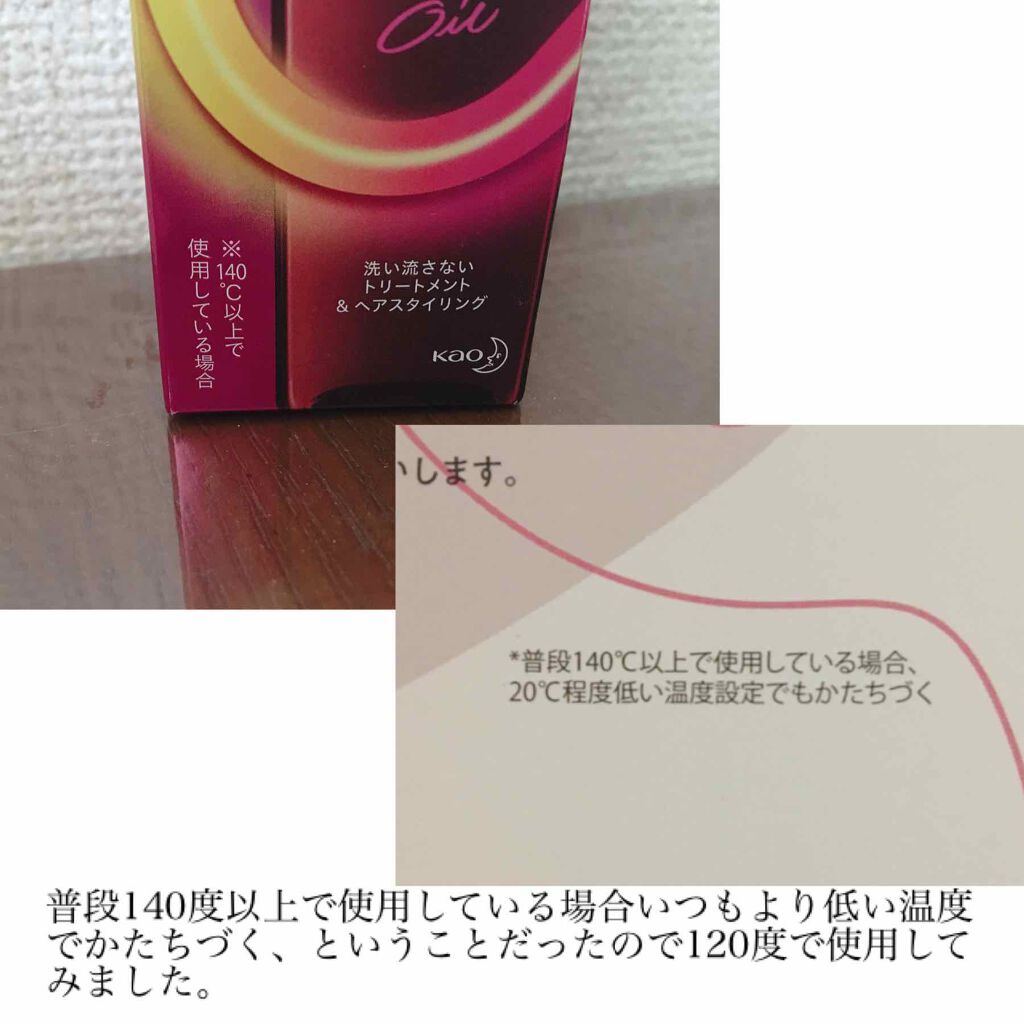 Oil
※140℃以上で
使用している場合
洗い流さない
トリートメント
& ヘアスタイリング
Kao
いします。
*普段140℃以上で使用している場合、
20℃程度低い温度設定でもかたちづく
普段140度以上で使用している場合いつもより低い温度
でかたちづく、ということだったので120度で使用して
みました。